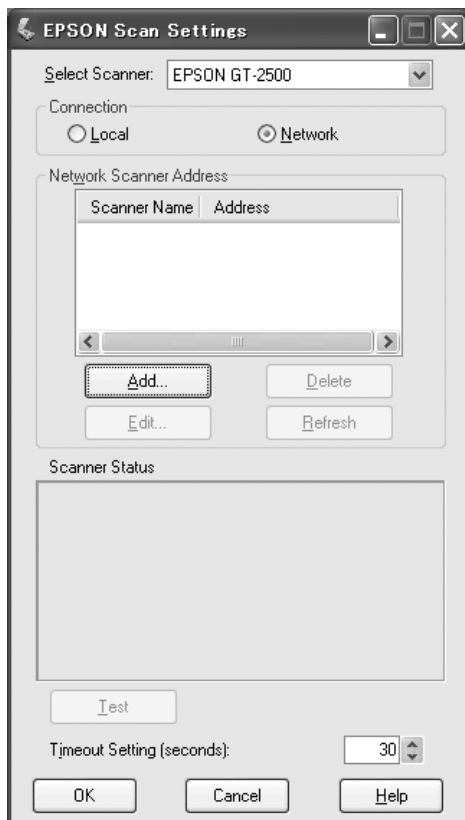 EPSON Scan Settings
Select Scanner: EPSON GT-2500
Connection
Local Network
Network Scanner Address
Scanner Name Address
Add... Delete
Edit... Refresh
Scanner Status
Test
Timeout Setting (seconds): 30
OK Cancel Help